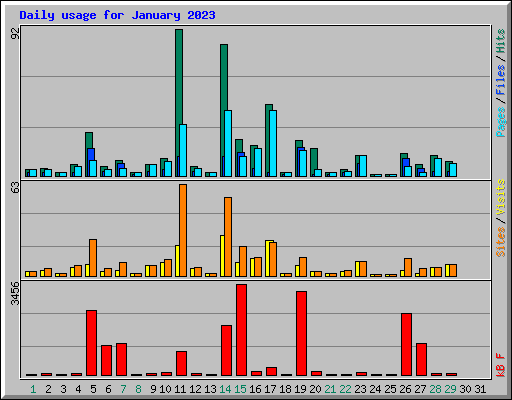 Daily usage for January 2023
92
Pages / Files / Hits
63
Sites / Visits
3456
kB F
1 2 3 4 5 6 7 8 9 10 11 12 13 14 15 16 17 18 19 20 21 22 23 24 25 26 27 28 29 30 31